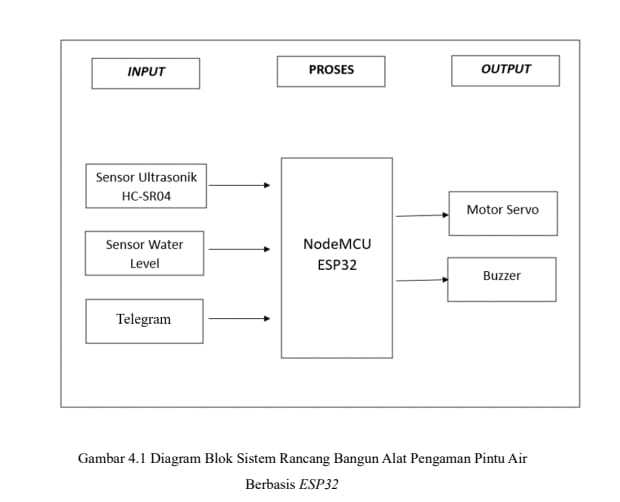 INPUT
PROSES
OUTPUT
Sensor Ultrasonik
HC-SR04
Sensor Water
Level
Telegram
NodeMCU
ESP32
Motor Servo
Buzzer
Gambar 4.1 Diagram Blok Sistem Rancang Bangun Alat Pengaman Pintu Air
Berbasis ESP32